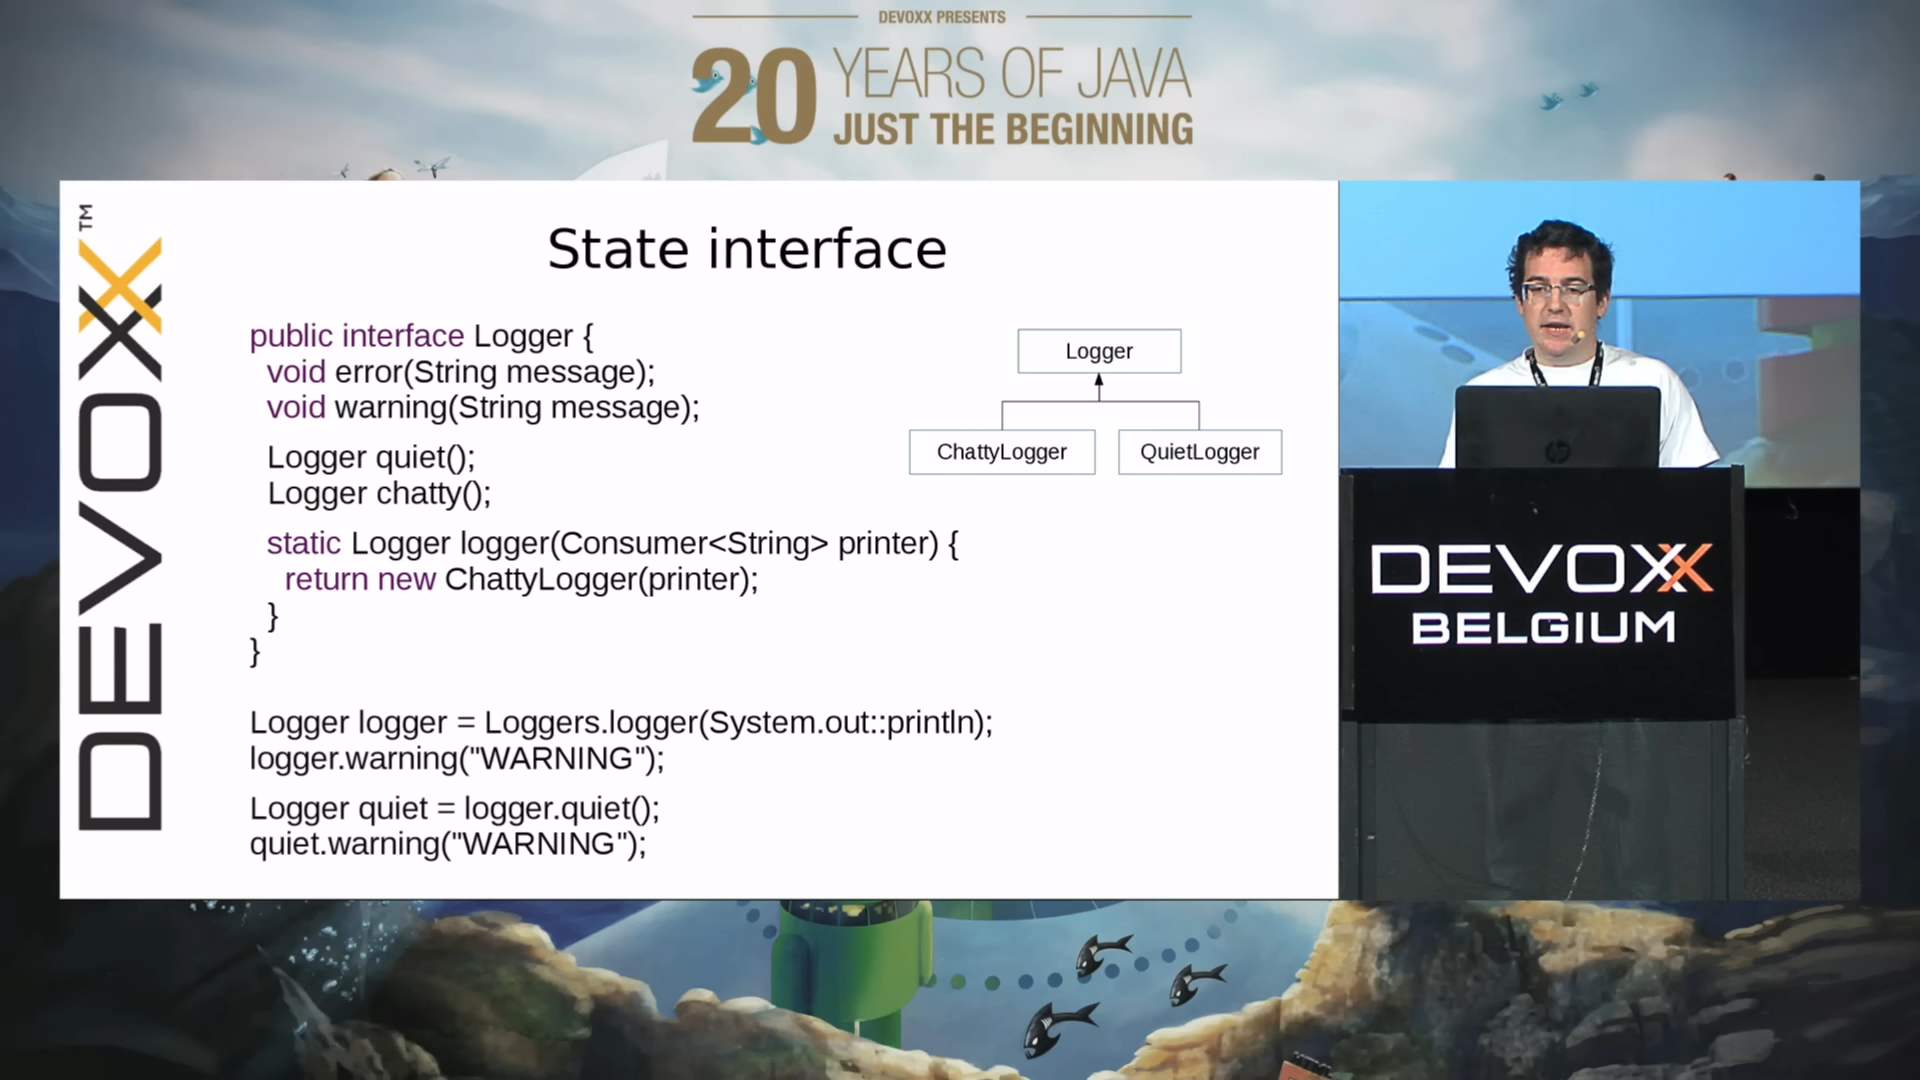 DEVOXX PRESENTS
20 YEARS OF JAVA
JUST THE BEGINNING
DEVOXX™
State interface
public interface Logger {
void error(String message);
void warning(String message);
Logger quiet();
Logger chatty();
static Logger logger(Consumer<String> printer) {
return new ChattyLogger(printer);
}
}
Logger logger = Loggers.logger(System.out::println);
logger.warning("WARNING");
Logger quiet = logger.quiet();
quiet.warning("WARNING");
Logger
ChattyLogger
QuietLogger
hp
DEVOXX
BELGIUM